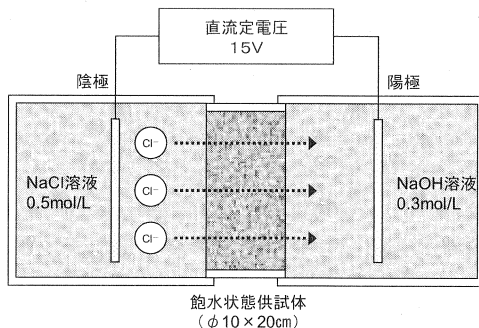 直流定電圧
15V
陰極
陽極
Cl⁻
Cl⁻
Cl⁻
NaCl溶液
0.5mol/L
NaOH溶液
0.3mol/L
飽水状態供試体
(φ10×20㎝)